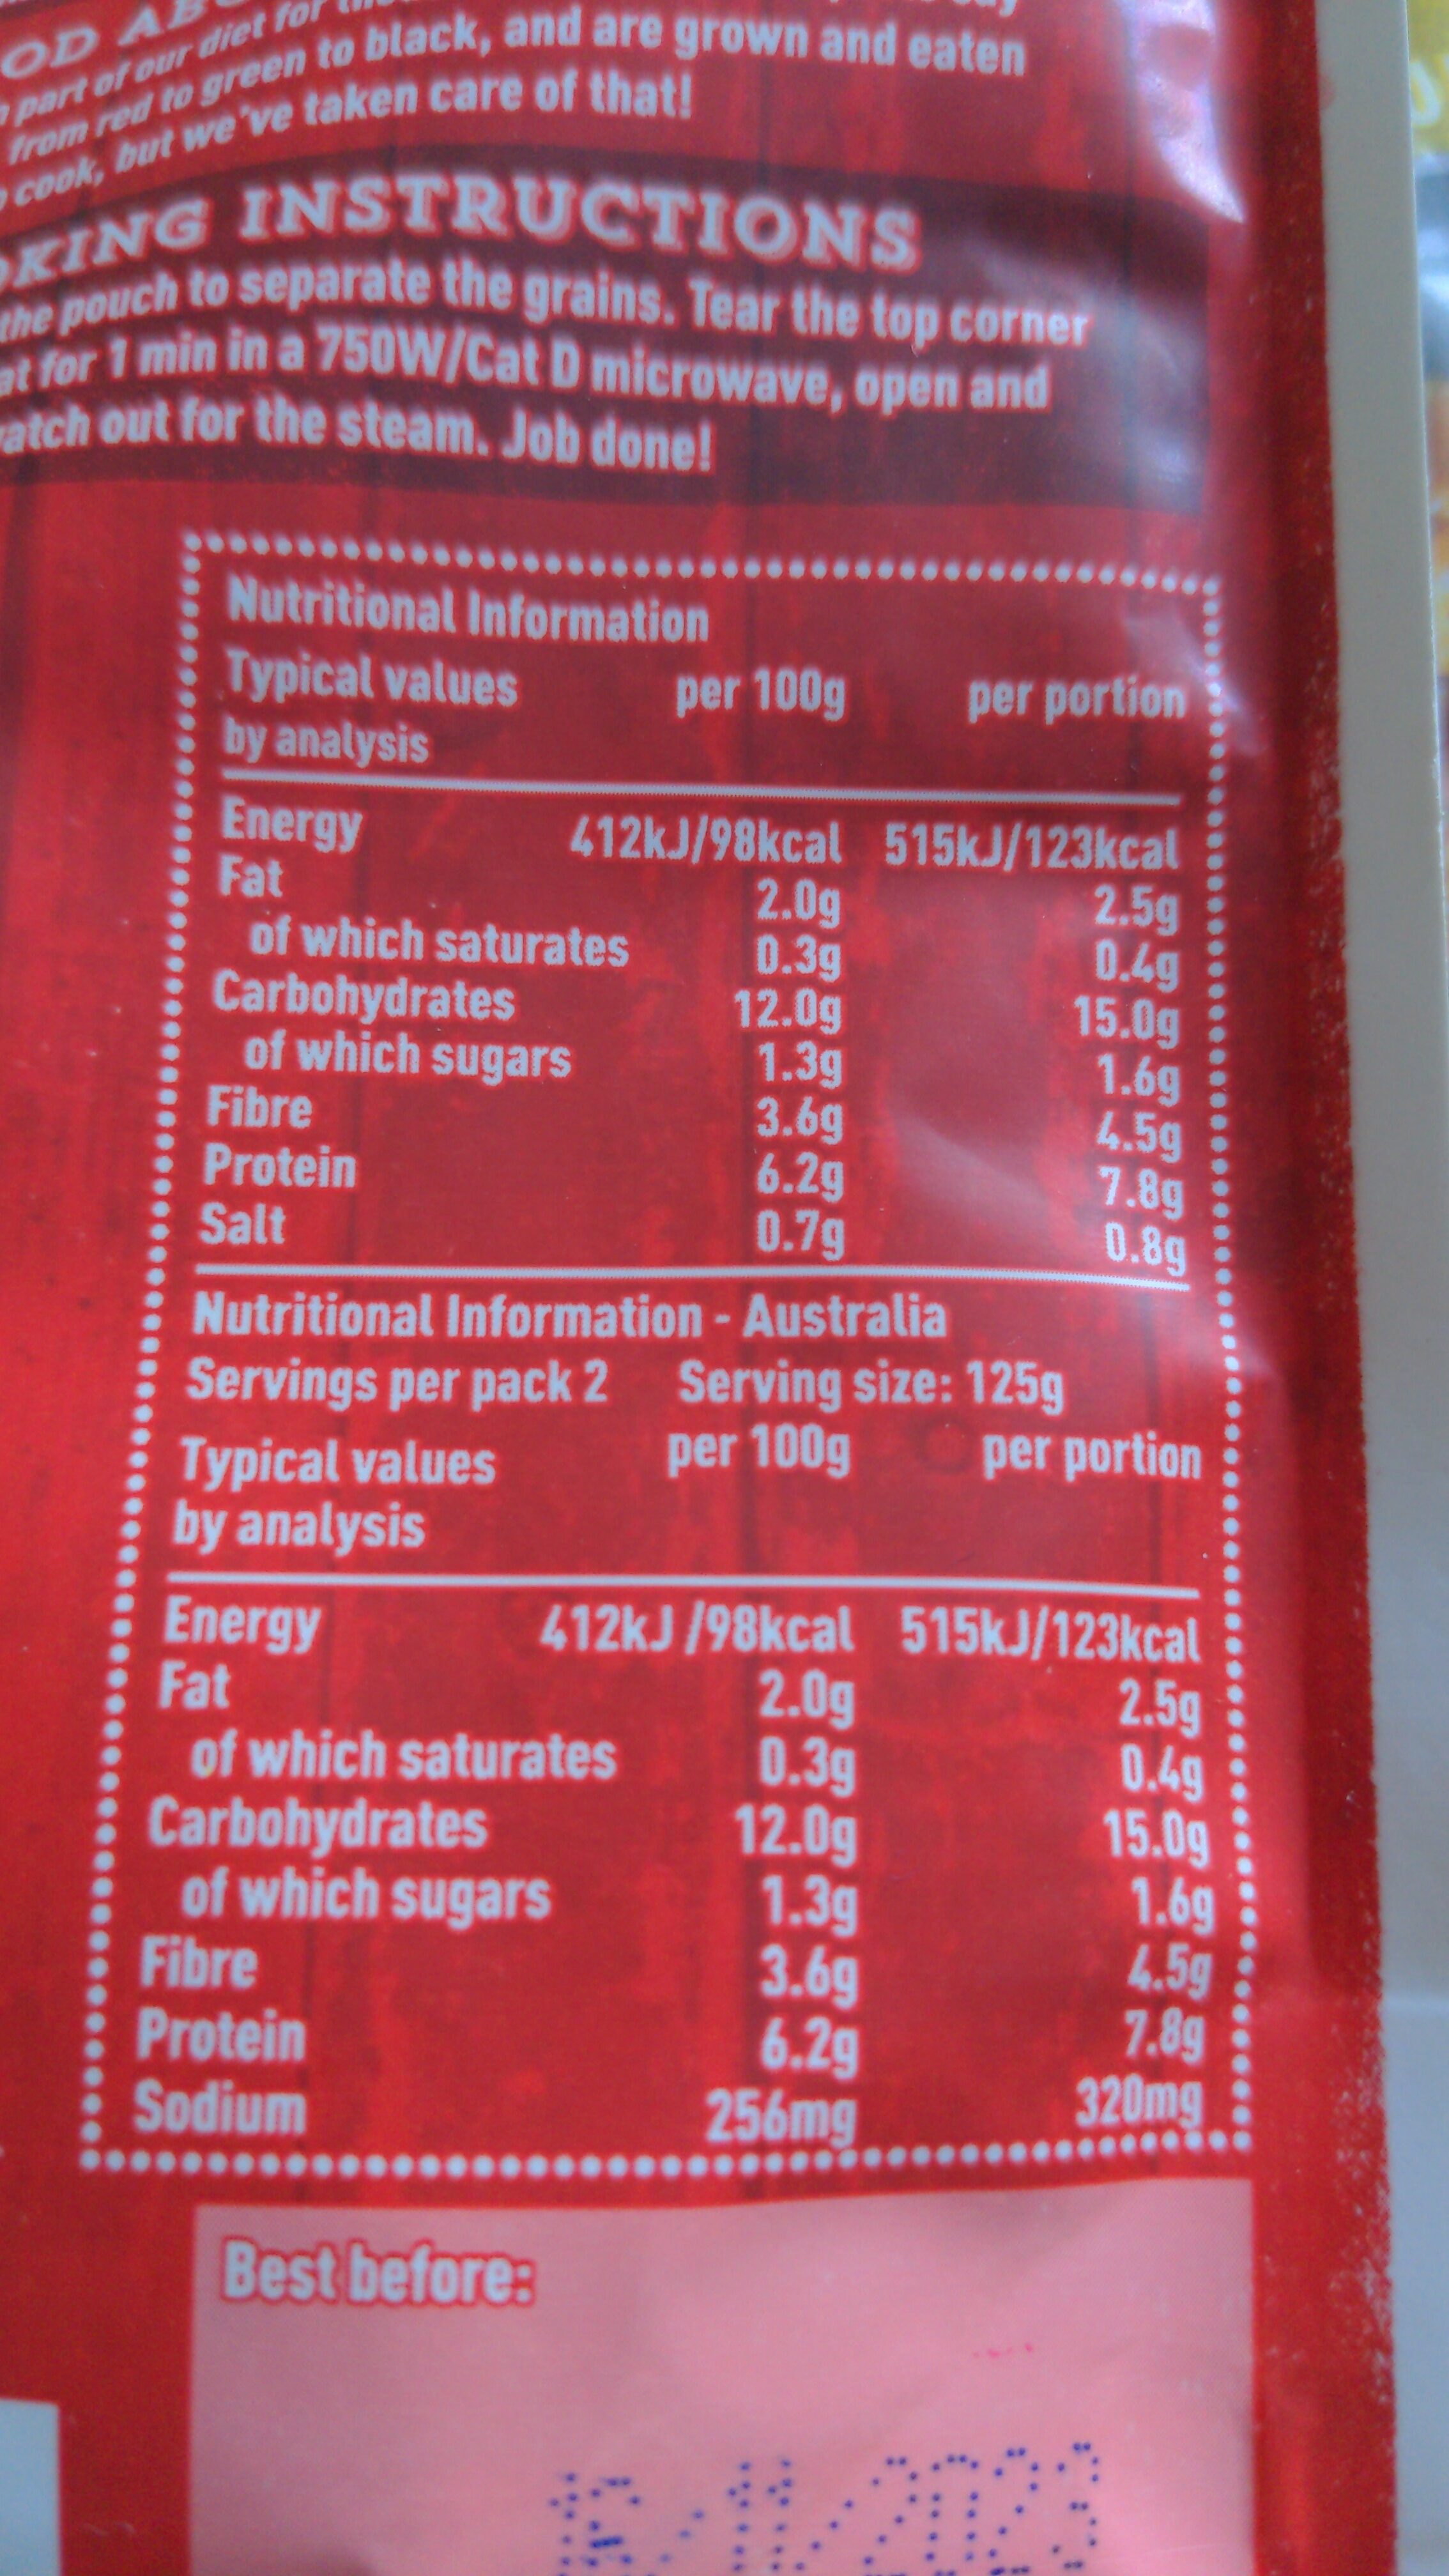 OD AB
part of our diet for
from red to green to black, and are grown and eaten
cook, but we've taken care of that!
KING INSTRUCTIONS
the pouch to separate the grains. Tear the top corner
at for 1 min in a 750W/Cat D microwave, open and
atch out for the steam. Job done!
Nutritional Information
Typical values per 100g per portion
by analysis
Energy 412kJ/98kcal 515kJ/123kcal
Fat 2.0g 2.5g
of which saturates 0.3g 0.4g
Carbohydrates 12.0g 15.0g
of which sugars 1.3g 1.6g
Fibre 3.6g 4.5g
Protein 6.2g 7.8g
Salt 0.7g 0.8g
Nutritional Information - Australia
Servings per pack 2 Serving size: 125g
Typical values per 100g per portion
by analysis
Energy 412kJ /98kcal 515kJ/123kcal
Fat 2.0g 2.5g
of which saturates 0.3g 0.4g
Carbohydrates 12.0g 15.0g
of which sugars 1.3g 1.6g
Fibre 3.6g 4.5g
Protein 6.2g 7.8g
Sodium 256mg 320mg
Best before: